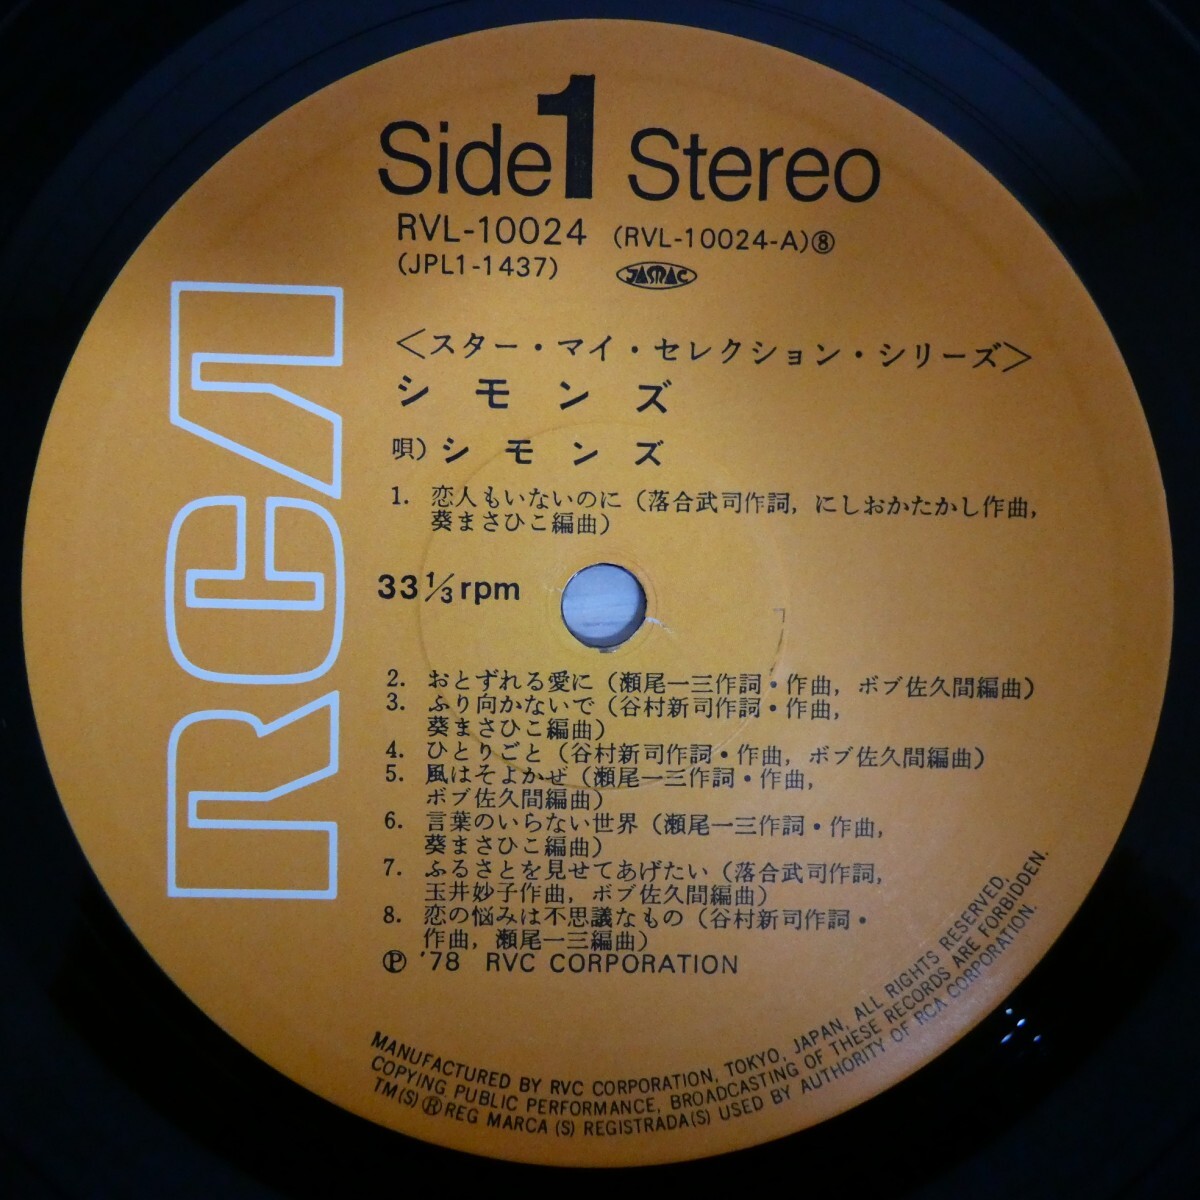 Side 1 Stereo
RVL-10024 (RVL-10024-A)⑧
(JPL1-1437) JASRAC
RCA
<スター・マイ・セレクション・シリーズ>
シモンズ
唄) シモンズ
1. 恋人もいないのに (落合武司作詞, にしおかたかし作曲,
葵まさひこ編曲)
33 1/3 rpm
2. おとずれる愛に (瀬尾一三作詞・作曲, ボブ佐久間編曲)
3. ふり向かないで (谷村新司作詞・作曲,
葵まさひこ編曲)
4. ひとりごと (谷村新司作詞・作曲, ボブ佐久間編曲)
5. 風はそよかぜ (瀬尾一三作詞・作曲,
ボブ佐久間編曲)
6. 言葉のいらない世界 (瀬尾一三作詞・作曲,
葵まさひこ編曲)
7. ふるさとを見せてあげたい (落合武司作詞,
玉井妙子作曲, ボブ佐久間編曲)
8. 恋の悩みは不思議なもの (谷村新司作詞・
作曲, 瀬尾一三編曲)
Ⓟ '78 RVC CORPORATION
MANUFACTURED BY RVC CORPORATION, TOKYO, JAPAN, ALL RIGHTS RESERVED,
COPYING PUBLIC PERFORMANCE, BROADCASTING OF THESE RECORDS ARE FORBIDDEN.
TM(S) ® REG MARCA (S) REGISTRADA(S) USED BY AUTHORITY OF RCA CORPORATION.